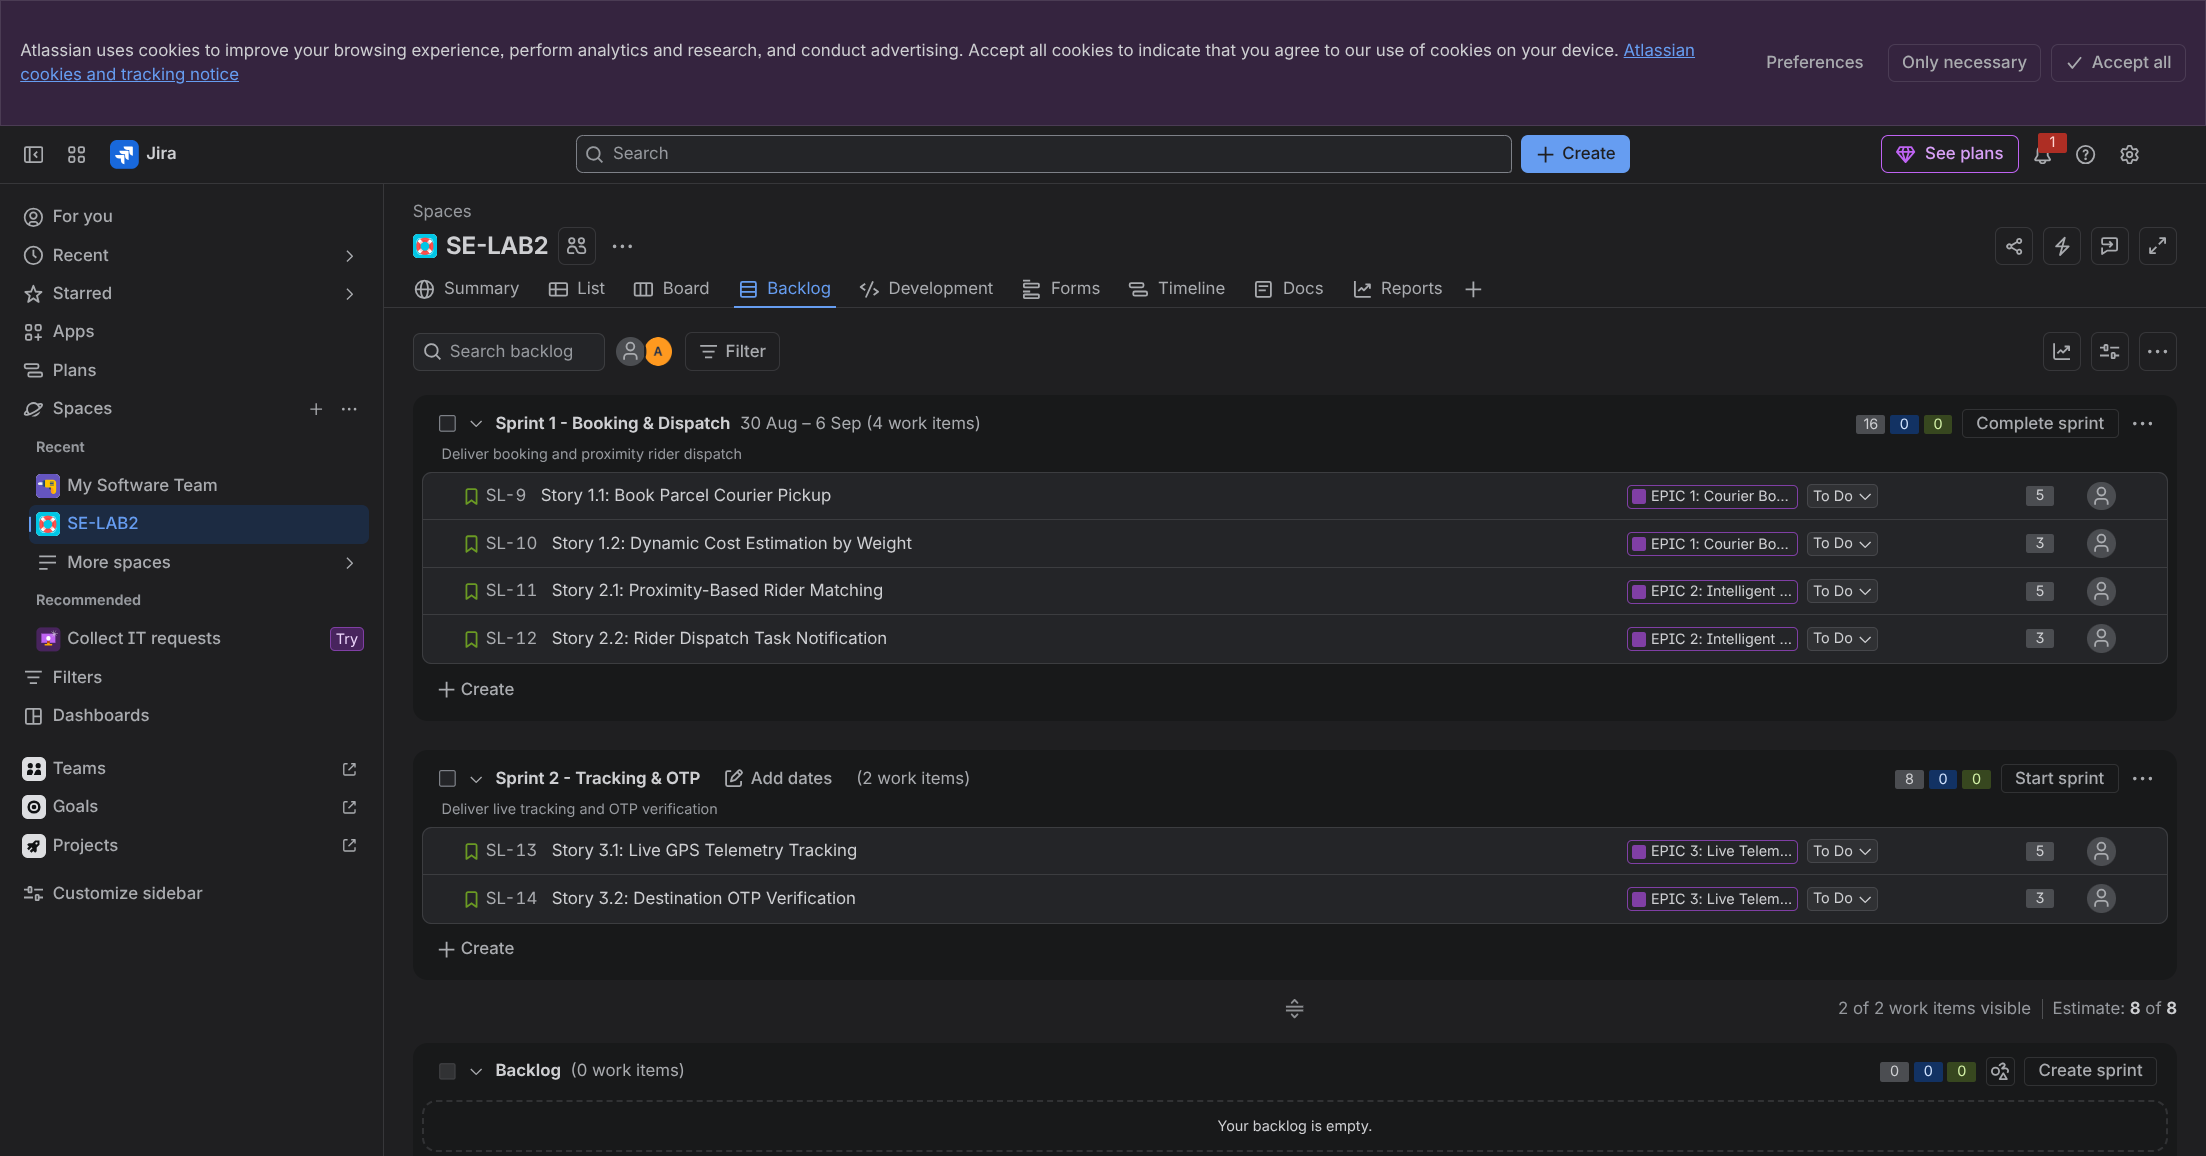 Atlassian uses cookies to improve your browsing experience, perform analytics and research, and conduct advertising. Accept all cookies to indicate that you agree to our use of cookies on your device. Atlassian
cookies and tracking notice
Preferences
Only necessary
Accept all
Jira
Search
Create
See plans
1
For you
Recent
Starred
Apps
Plans
Spaces
Recent
My Software Team
SE-LAB2
More spaces
Recommended
Collect IT requests
Try
Filters
Dashboards
Teams
Goals
Projects
Customize sidebar
Spaces
SE-LAB2
Summary
List
Board
Backlog
Development
Forms
Timeline
Docs
Reports
Search backlog
A
Filter
Sprint 1 - Booking & Dispatch 30 Aug – 6 Sep (4 work items)
16 0 0 Complete sprint
Deliver booking and proximity rider dispatch
SL-9 Story 1.1: Book Parcel Courier Pickup EPIC 1: Courier Bo... To Do 5
SL-10 Story 1.2: Dynamic Cost Estimation by Weight EPIC 1: Courier Bo... To Do 3
SL-11 Story 2.1: Proximity-Based Rider Matching EPIC 2: Intelligent ... To Do 5
SL-12 Story 2.2: Rider Dispatch Task Notification EPIC 2: Intelligent ... To Do 3
Create
Sprint 2 - Tracking & OTP Add dates (2 work items)
8 0 0 Start sprint
Deliver live tracking and OTP verification
SL-13 Story 3.1: Live GPS Telemetry Tracking EPIC 3: Live Telem... To Do 5
SL-14 Story 3.2: Destination OTP Verification EPIC 3: Live Telem... To Do 3
Create
2 of 2 work items visible Estimate: 8 of 8
Backlog (0 work items)
0 0 0 Create sprint
Your backlog is empty.